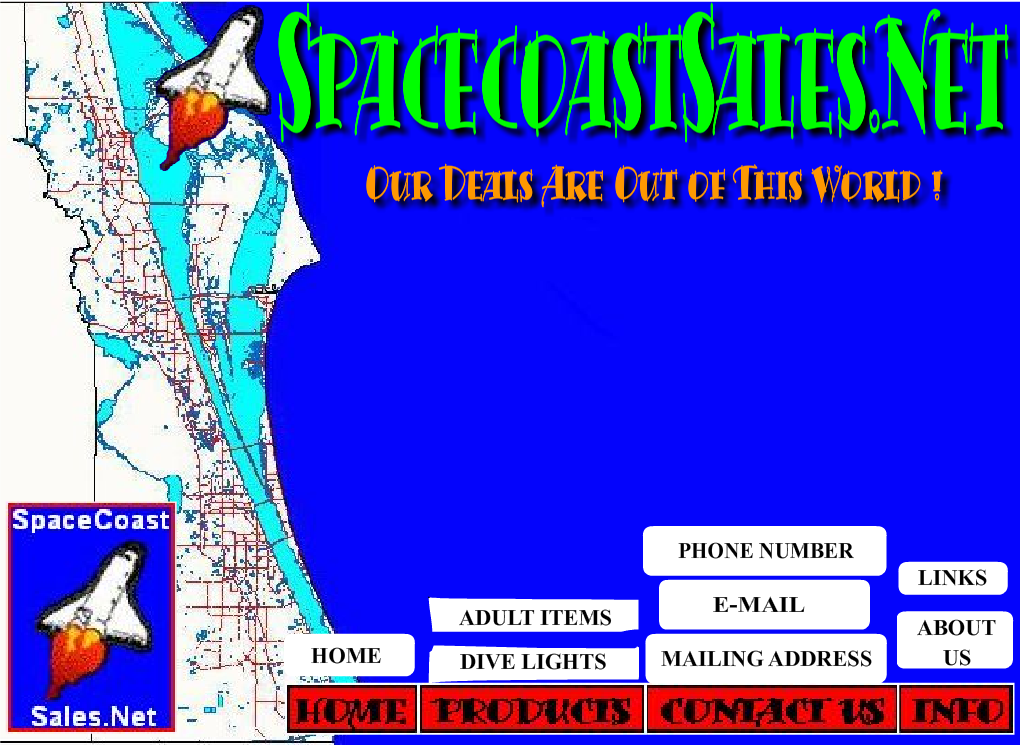 SpacecoastSales.Net
Our Deals Are Out of This World !
SpaceCoast
Sales.Net
PHONE NUMBER
LINKS
E-MAIL
ADULT ITEMS
ABOUT
US
HOME
DIVE LIGHTS
MAILING ADDRESS
HOME
PRODUCTS
CONTACT US
INFO